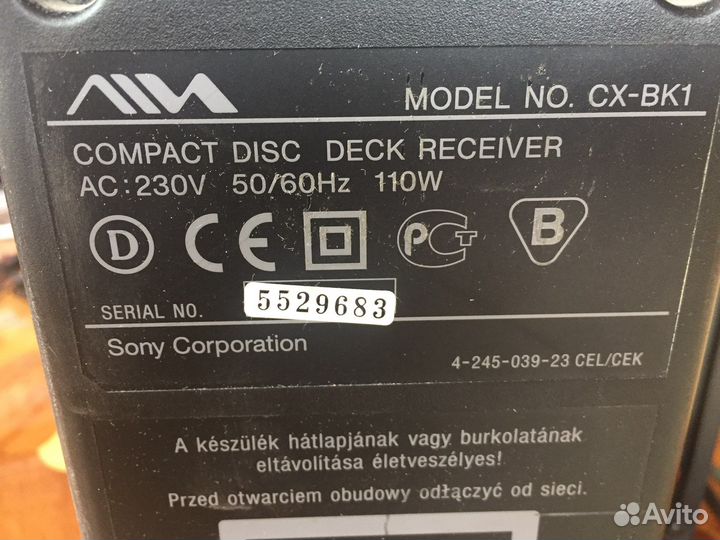 AIWA
MODEL NO. CX-BK1
COMPACT DISC DECK RECEIVER
AC:230V 50/60Hz 110W
D CE PCT B
SERIAL NO. 5529683
Sony Corporation
4-245-039-23 CEL/CEK
A készülék hátlapjának vagy burkolatának
eltávolítása életveszélyes!
Przed otwarciem obudowy odłączyć od sieci.
Avito